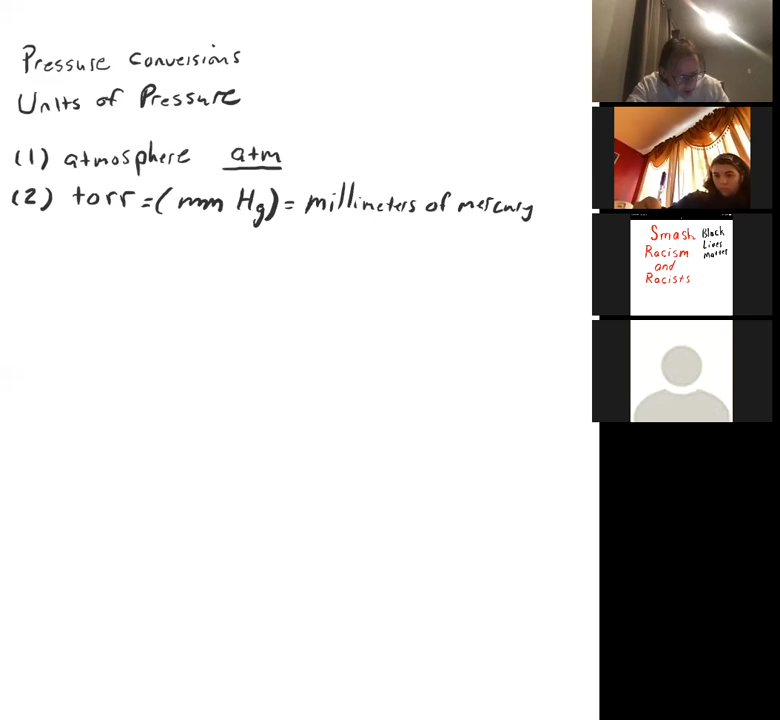 Pressure Conversions
Units of Pressure
(1) atmosphere atm
(2) torr = (mm Hg) = millimeters of mercury
Smash
Racism
and
Racists
Black
Lives
Matter